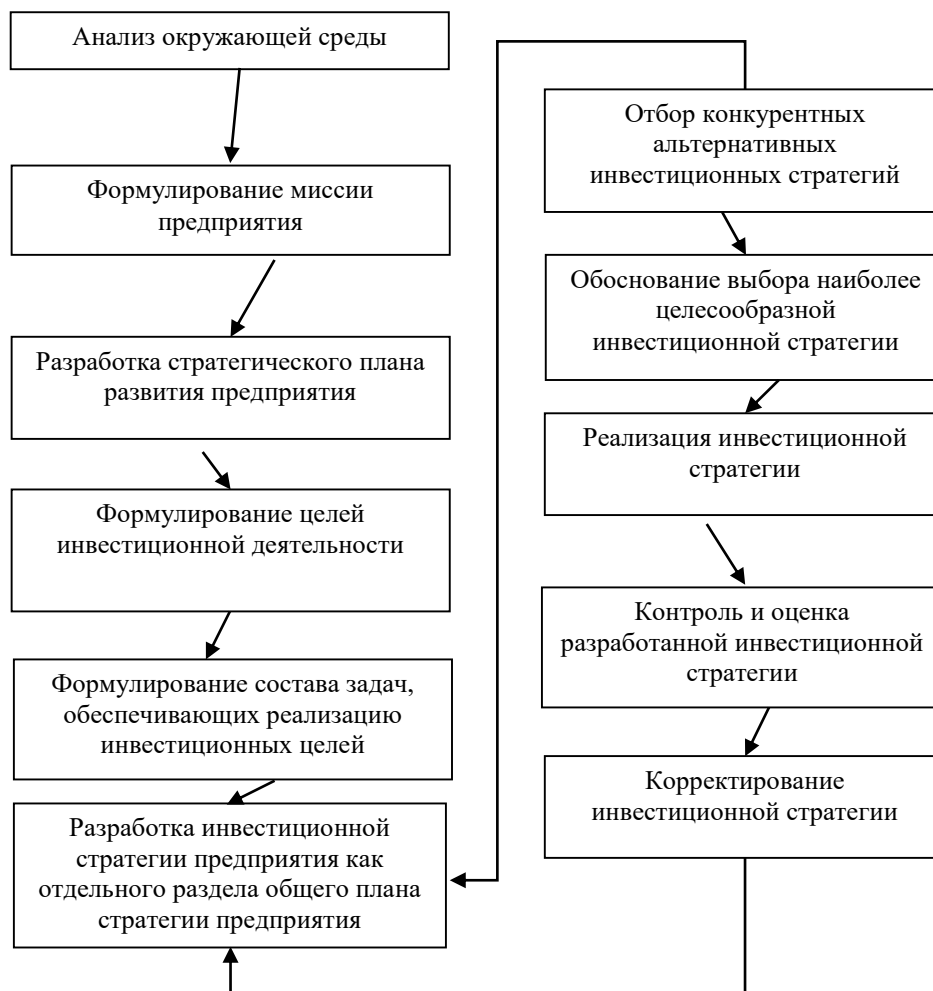 Анализ окружающей среды
Формулирование миссии
предприятия
Разработка стратегического плана
развития предприятия
Формулирование целей
инвестиционной деятельности
Формулирование состава задач,
обеспечивающих реализацию
инвестиционных целей
Разработка инвестиционной
стратегии предприятия как
отдельного раздела общего плана
стратегии предприятия
Отбор конкурентных
альтернативных
инвестиционных стратегий
Обоснование выбора наиболее
целесообразной
инвестиционной стратегии
Реализация инвестиционной
стратегии
Контроль и оценка
разработанной инвестиционной
стратегии
Корректирование
инвестиционной стратегии